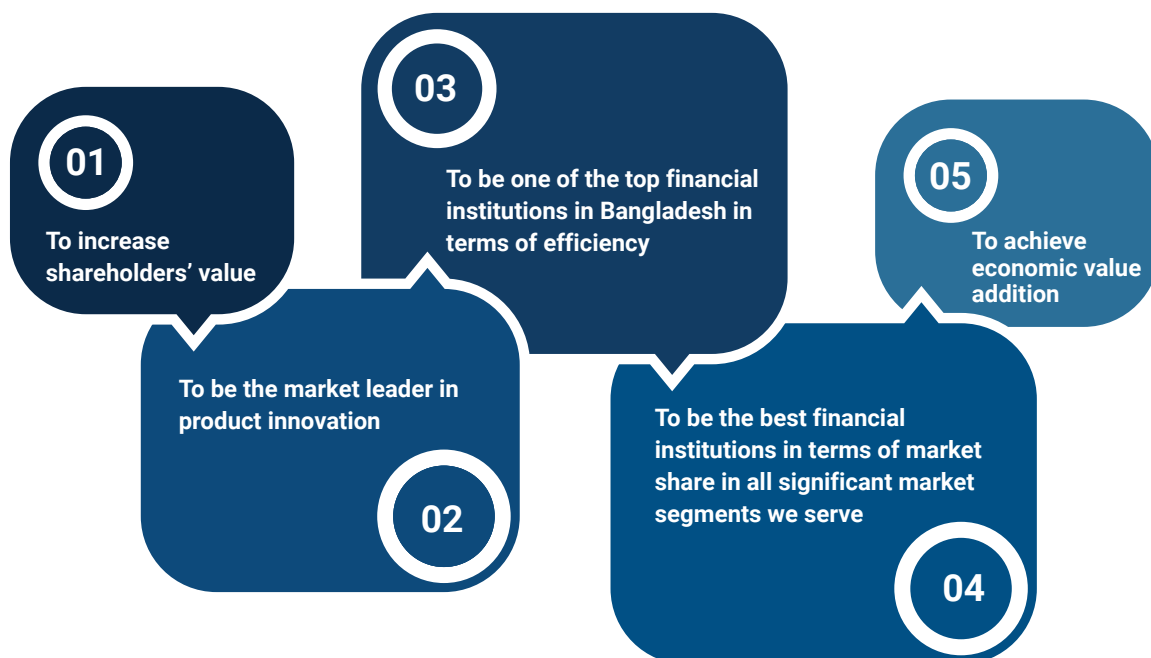 01
To increase
shareholders’ value
To be the market leader in
product innovation
02
03
To be one of the top financial
institutions in Bangladesh in
terms of efficiency
To be the best financial
institutions in terms of market
share in all significant market
segments we serve
04
05
To achieve
economic value
addition